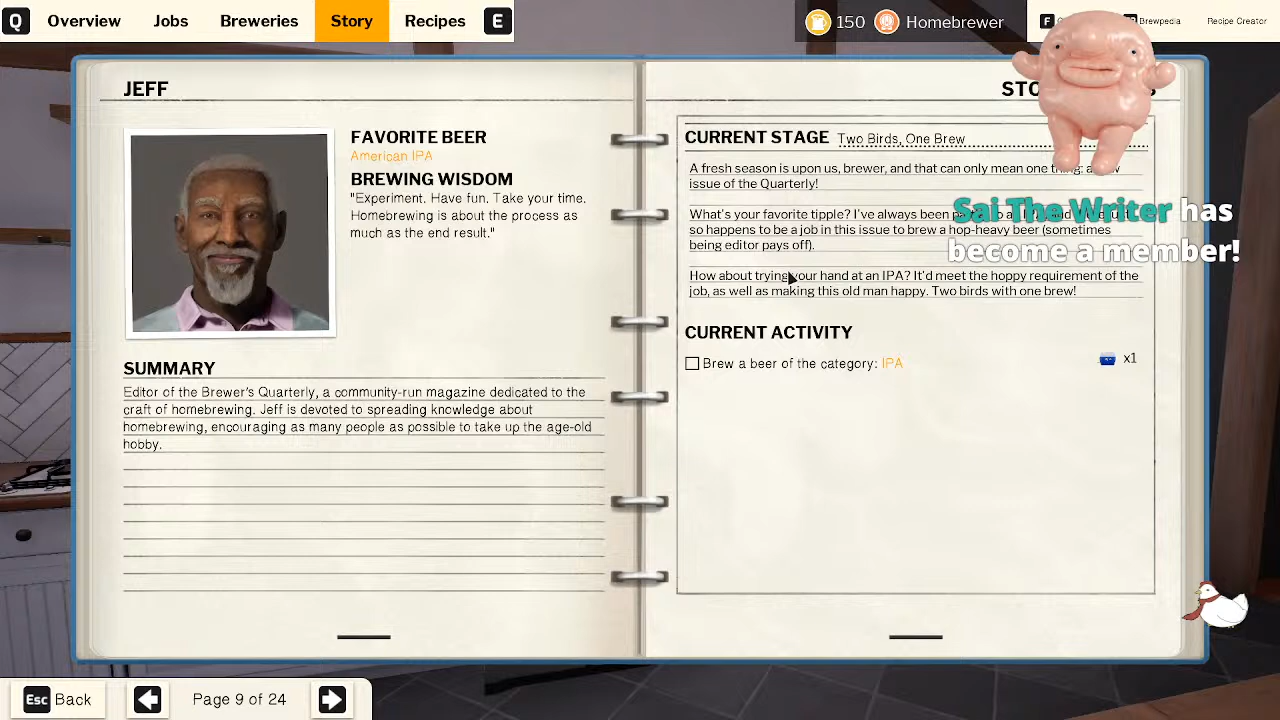 Q Overview Jobs Breweries Story Recipes E
150 Homebrewer
F Brewpedia Recipe Creator
JEFF
FAVORITE BEER
American IPA
BREWING WISDOM
"Experiment. Have fun. Take your time.
Homebrewing is about the process as
much as the end result."
SUMMARY
Editor of the Brewer's Quarterly, a community-run magazine dedicated to the
craft of homebrewing. Jeff is devoted to spreading knowledge about
homebrewing, encouraging as many people as possible to take up the age-old
hobby.
CURRENT STAGE Two Birds, One Brew
A fresh season is upon us, brewer, and that can only mean one thing: a
issue of the Quarterly!
What's your favorite tipple? I've always been
so happens to be a job in this issue to brew a hop-heavy beer (sometimes
being editor pays off).
How about trying your hand at an IPA? It'd meet the hoppy requirement of the
job, as well as making this old man happy. Two birds with one brew!
CURRENT ACTIVITY
Brew a beer of the category: IPA x1
Sai The Writer has
become a member!
Esc Back Page 9 of 24